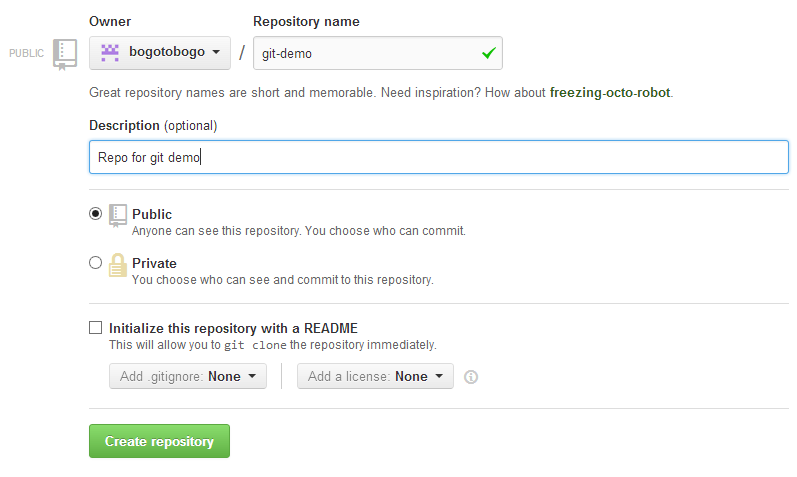 Owner Repository name
PUBLIC bogotobogo / git-demo
Great repository names are short and memorable. Need inspiration? How about freezing-octo-robot.
Description (optional)
Repo for git demo
Public
Anyone can see this repository. You choose who can commit.
Private
You choose who can see and commit to this repository.
Initialize this repository with a README
This will allow you to git clone the repository immediately.
Add .gitignore: None Add a license: None
Create repository